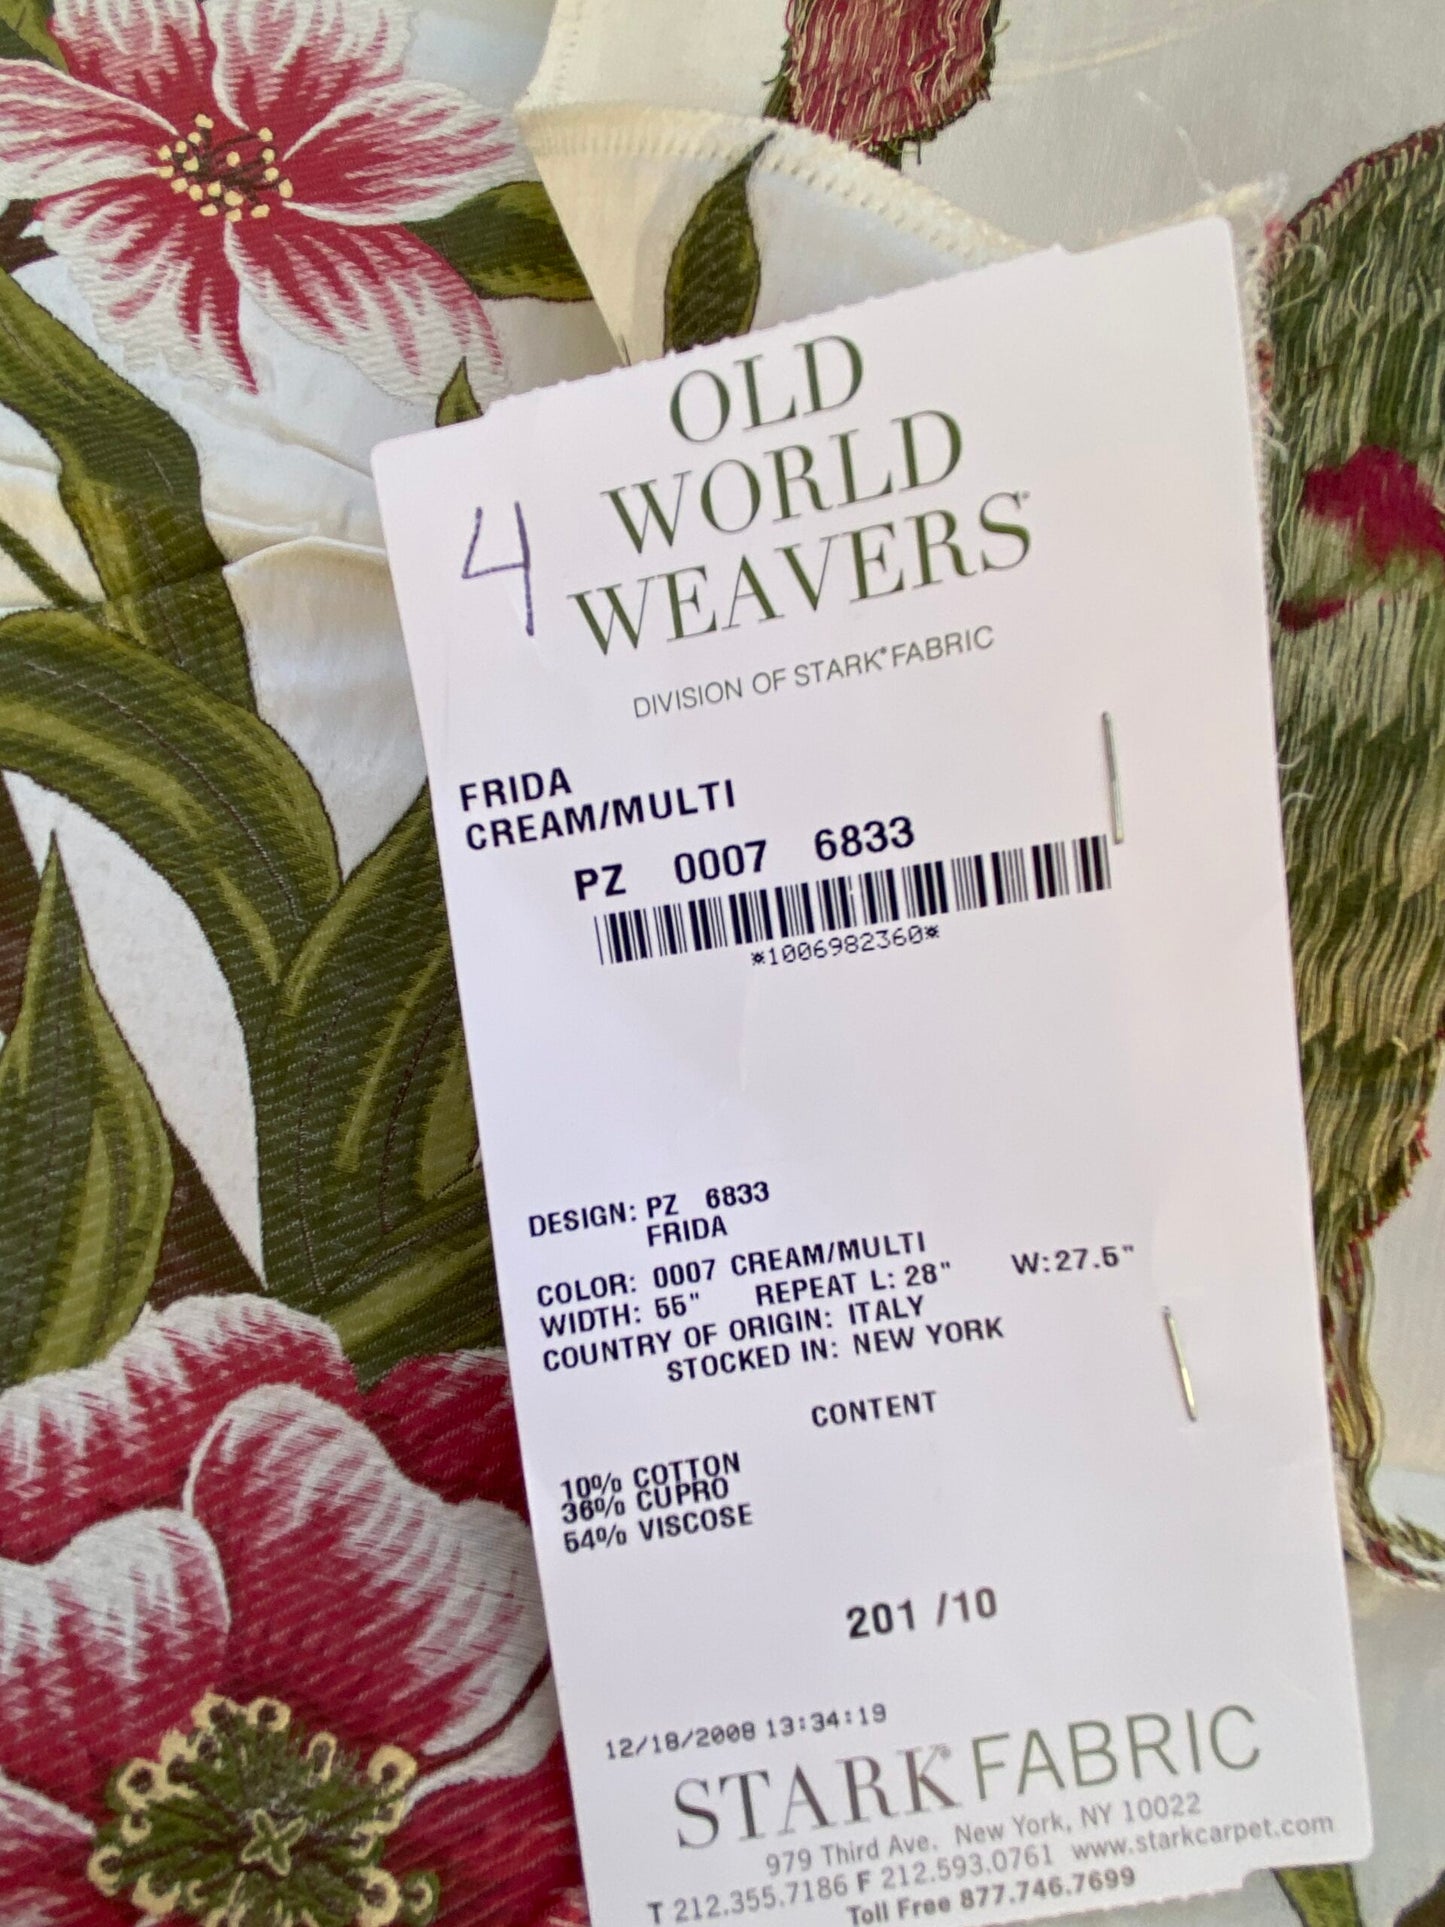 4
OLD
WORLD
WEAVERS®
DIVISION OF STARK® FABRIC
FRIDA
CREAM/MULTI
PZ 0007 6833
*1006982360*
DESIGN: PZ 6833
FRIDA
COLOR: 0007 CREAM/MULTI
WIDTH: 55" REPEAT L: 28" W:27.5"
COUNTRY OF ORIGIN: ITALY
STOCKED IN: NEW YORK
CONTENT
10% COTTON
36% CUPRO
54% VISCOSE
201 /10
12/18/2008 13:34:19
STARK® FABRIC
979 Third Ave. New York, NY 10022
T 212.355.7186 F 212.593.0761 www.starkcarpet.com
Toll Free 877.746.7699